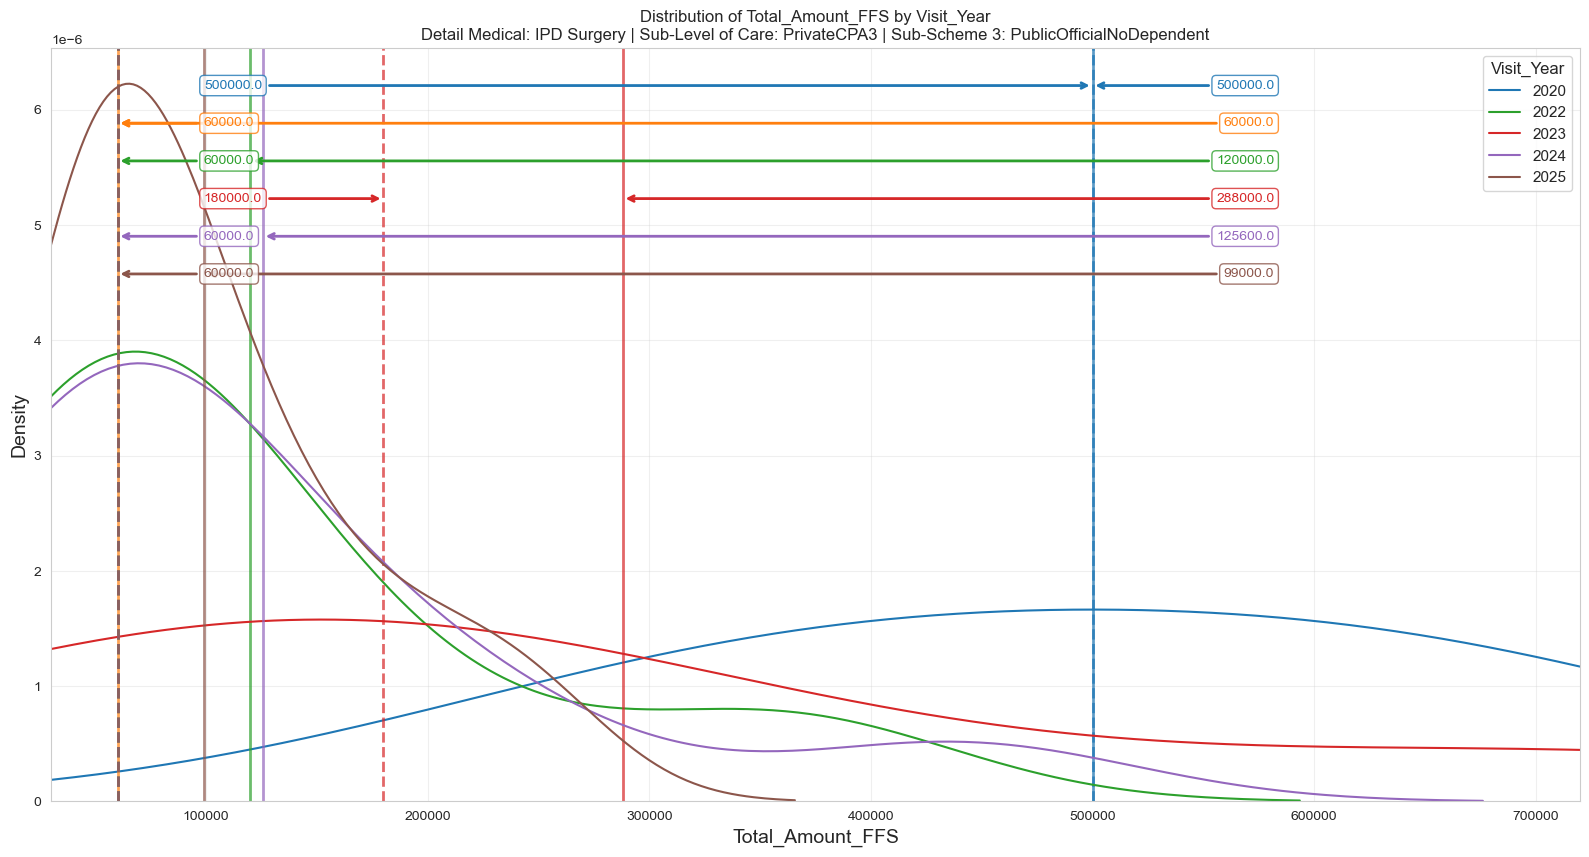 Distribution of Total_Amount_FFS by Visit_Year
Detail Medical: IPD Surgery | Sub-Level of Care: PrivateCPA3 | Sub-Scheme 3: PublicOfficialNoDependent
1e−6
Visit_Year
2020
2022
2023
2024
2025
500000.0 500000.0
60000.0 60000.0
60000.0 120000.0
180000.0 288000.0
60000.0 125600.0
60000.0 99000.0
6
5
4
3
2
1
0
Density
100000 200000 300000 400000 500000 600000 700000
Total_Amount_FFS